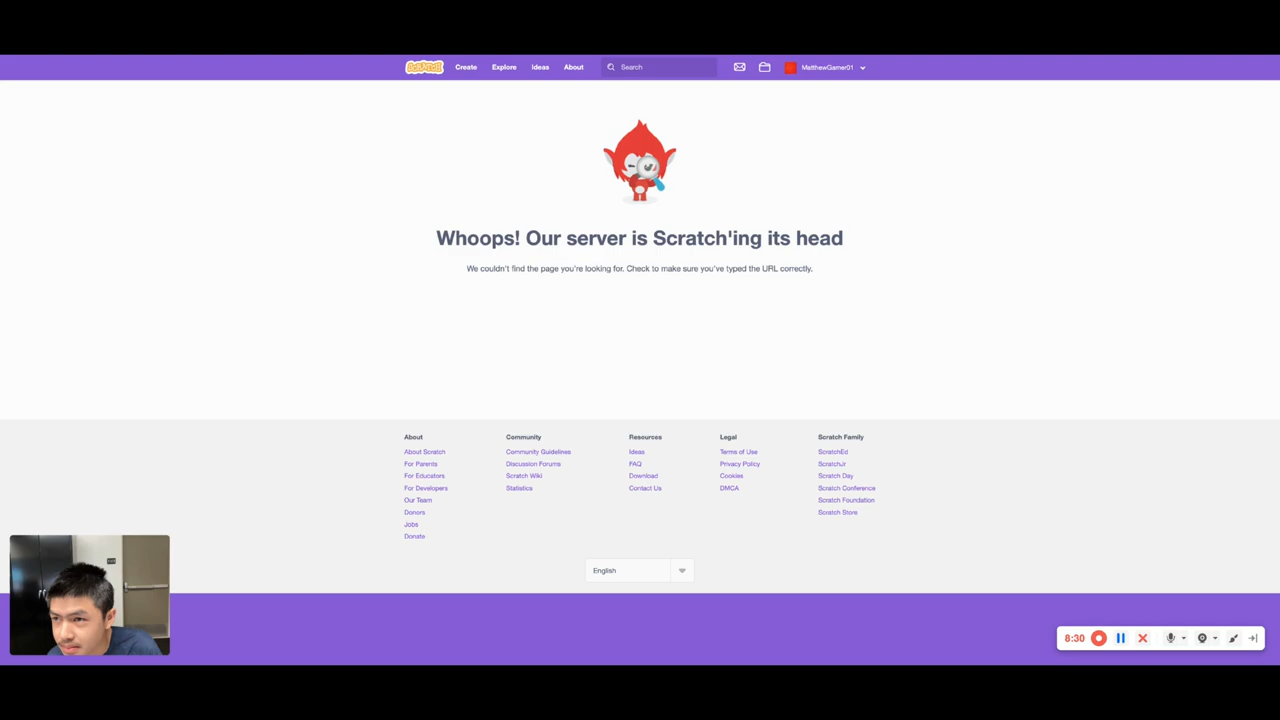 SCRATCH
Create
Explore
Ideas
About
Search
MatthewGamer01
Whoops! Our server is Scratch'ing its head
We couldn't find the page you're looking for. Check to make sure you've typed the URL correctly.
About
About Scratch
For Parents
For Educators
For Developers
Our Team
Donors
Jobs
Donate
Community
Community Guidelines
Discussion Forums
Scratch Wiki
Statistics
Resources
Ideas
FAQ
Download
Contact Us
Legal
Terms of Use
Privacy Policy
Cookies
DMCA
Scratch Family
ScratchEd
ScratchJr
Scratch Day
Scratch Conference
Scratch Foundation
Scratch Store
English
8:30